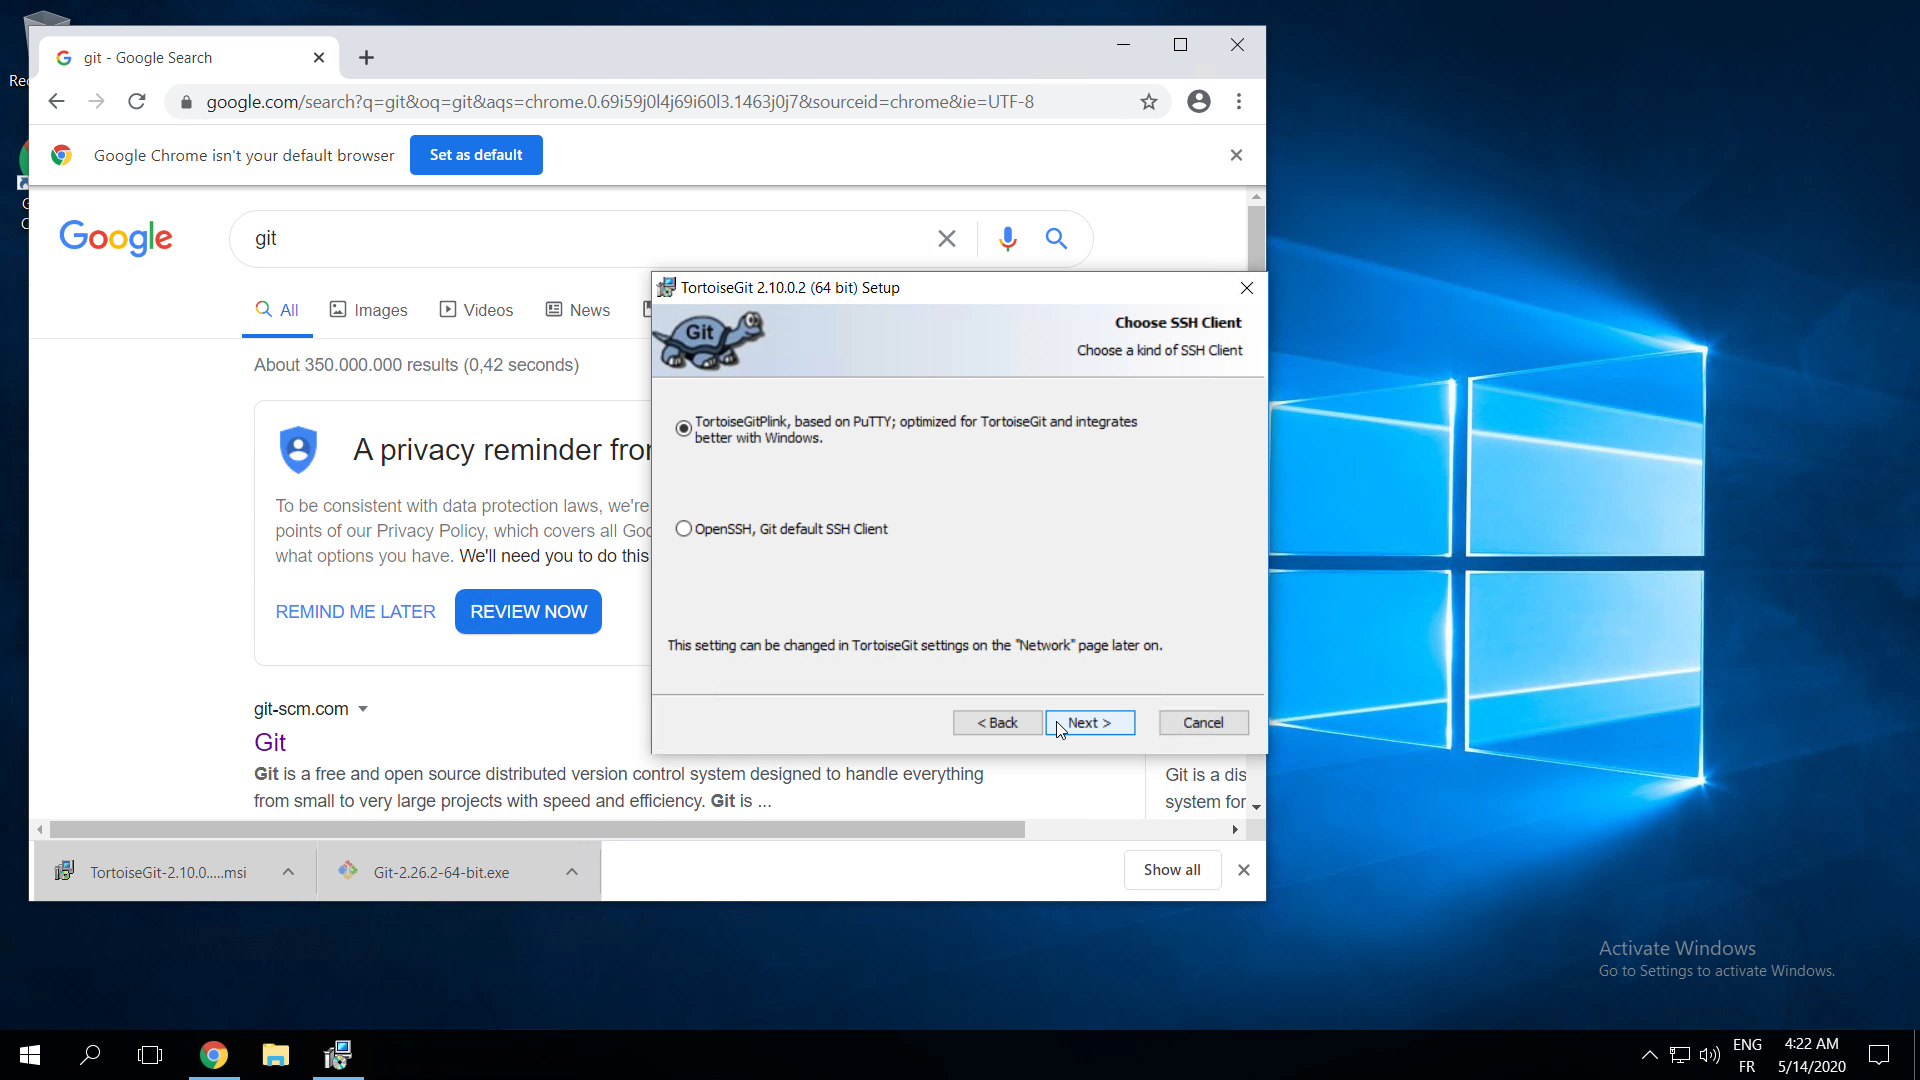 git - Google Search
google.com/search?q=git&oq=git&aqs=chrome.0.69i59j0l4j69i60l3.1463j0j7&sourceid=chrome&ie=UTF-8
Google Chrome isn't your default browser
Set as default
Google
git
All
Images
Videos
News
About 350.000.000 results (0,42 seconds)
A privacy reminder from
To be consistent with data protection laws, we're
points of our Privacy Policy, which covers all Goo
what options you have. We'll need you to do this
REMIND ME LATER
REVIEW NOW
git-scm.com
Git
Git is a free and open source distributed version control system designed to handle everything
from small to very large projects with speed and efficiency. Git is ...
Git is a dis
system for
TortoiseGit 2.10.0.2 (64 bit) Setup
Git
Choose SSH Client
Choose a kind of SSH Client
TortoiseGitPlink, based on PuTTY; optimized for TortoiseGit and integrates
better with Windows.
OpenSSH, Git default SSH Client
This setting can be changed in TortoiseGit settings on the "Network" page later on.
< Back
Next >
Cancel
TortoiseGit-2.10.0.....msi
Git-2.26.2-64-bit.exe
Show all
Activate Windows
Go to Settings to activate Windows.
ENG
FR
4:22 AM
5/14/2020